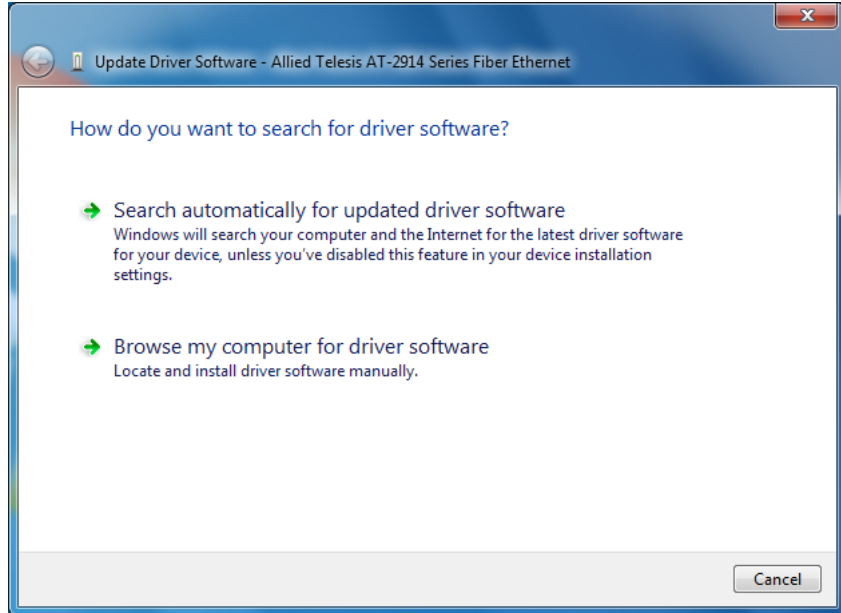 Update Driver Software - Allied Telesis AT-2914 Series Fiber Ethernet
How do you want to search for driver software?
Search automatically for updated driver software
Windows will search your computer and the Internet for the latest driver software
for your device, unless you've disabled this feature in your device installation
settings.
Browse my computer for driver software
Locate and install driver software manually.
Cancel